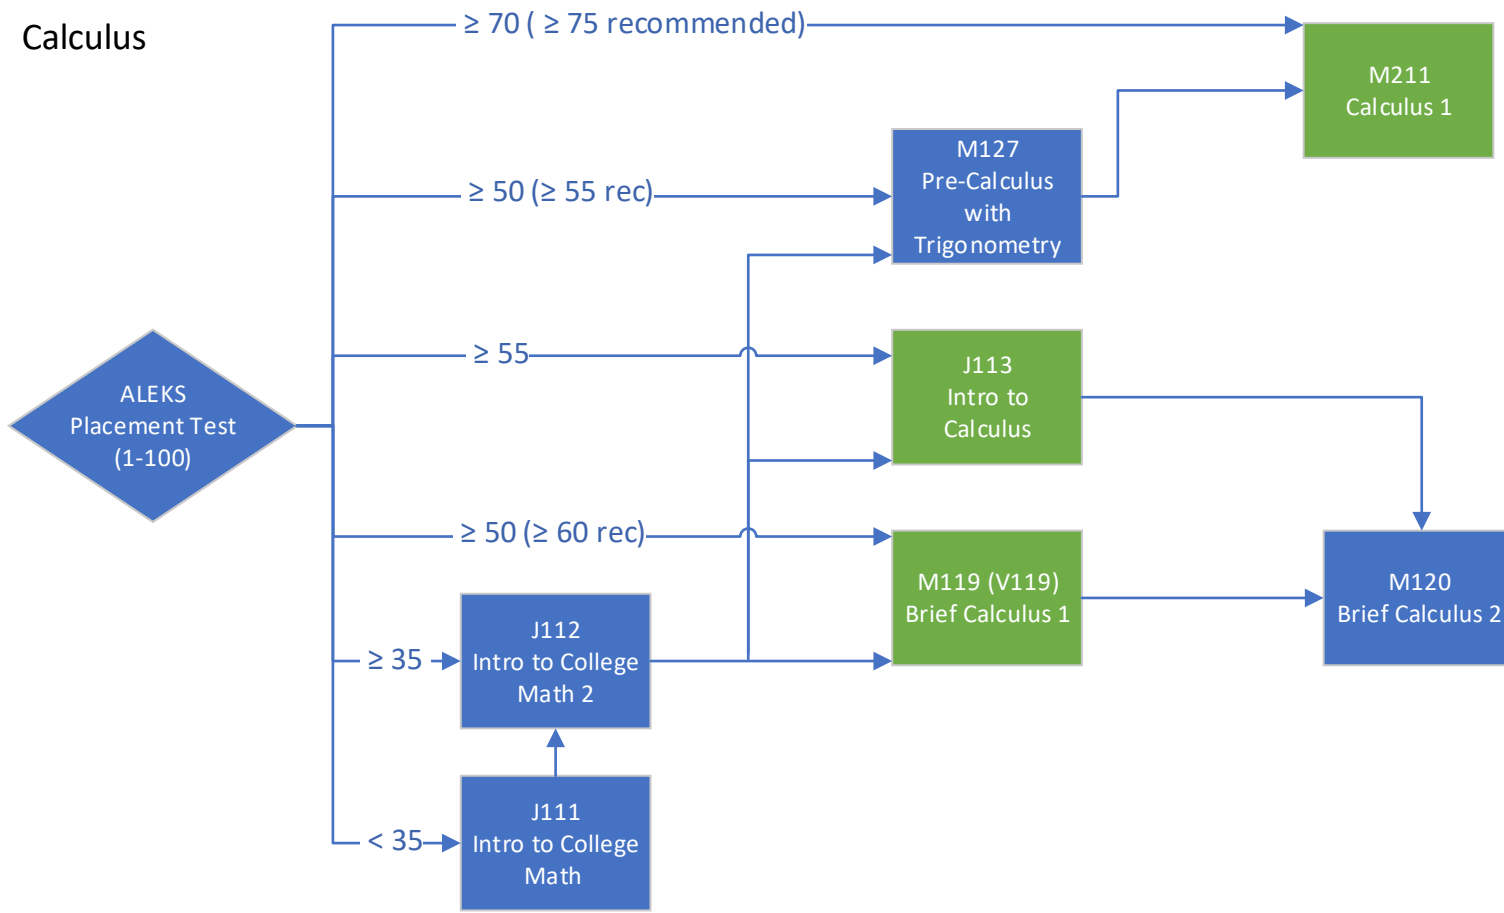 Calculus
≥ 70 ( ≥ 75 recommended)
M211
Calculus 1
≥ 50 (≥ 55 rec)
M127
Pre-Calculus
with
Trigonometry
≥ 55
J113
Intro to
Calculus
ALEKS
Placement Test
(1-100)
≥ 50 (≥ 60 rec)
M119 (V119)
Brief Calculus 1
M120
Brief Calculus 2
≥ 35
J112
Intro to College
Math 2
< 35
J111
Intro to College
Math